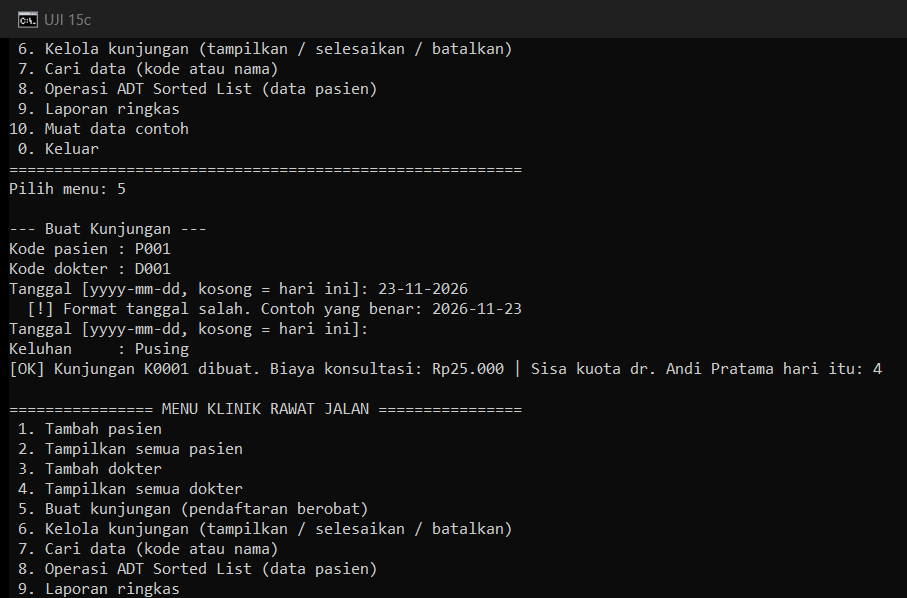 UJI 15c
 6. Kelola kunjungan (tampilkan / selesaikan / batalkan)
 7. Cari data (kode atau nama)
 8. Operasi ADT Sorted List (data pasien)
 9. Laporan ringkas
10. Muat data contoh
 0. Keluar
=========================================================
Pilih menu: 5

--- Buat Kunjungan ---
Kode pasien : P001
Kode dokter : D001
Tanggal [yyyy-mm-dd, kosong = hari ini]: 23-11-2026
  [!] Format tanggal salah. Contoh yang benar: 2026-11-23
Tanggal [yyyy-mm-dd, kosong = hari ini]:
Keluhan     : Pusing
[OK] Kunjungan K0001 dibuat. Biaya konsultasi: Rp25.000 | Sisa kuota dr. Andi Pratama hari itu: 4

================ MENU KLINIK RAWAT JALAN ================
 1. Tambah pasien
 2. Tampilkan semua pasien
 3. Tambah dokter
 4. Tampilkan semua dokter
 5. Buat kunjungan (pendaftaran berobat)
 6. Kelola kunjungan (tampilkan / selesaikan / batalkan)
 7. Cari data (kode atau nama)
 8. Operasi ADT Sorted List (data pasien)
 9. Laporan ringkas